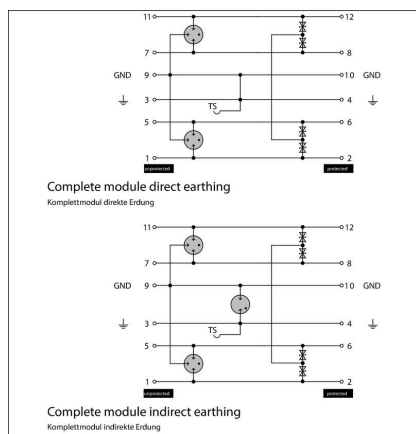 11 12
7 8
GND 9 10 GND
3 4
TS
5 6
1 2
unprotected protected
Complete module direct earthing
Komplettmodul direkte Erdung
11 12
7 8
GND 9 10 GND
3 4
TS
5 6
1 2
unprotected protected
Complete module indirect earthing
Komplettmodul indirekte Erdung